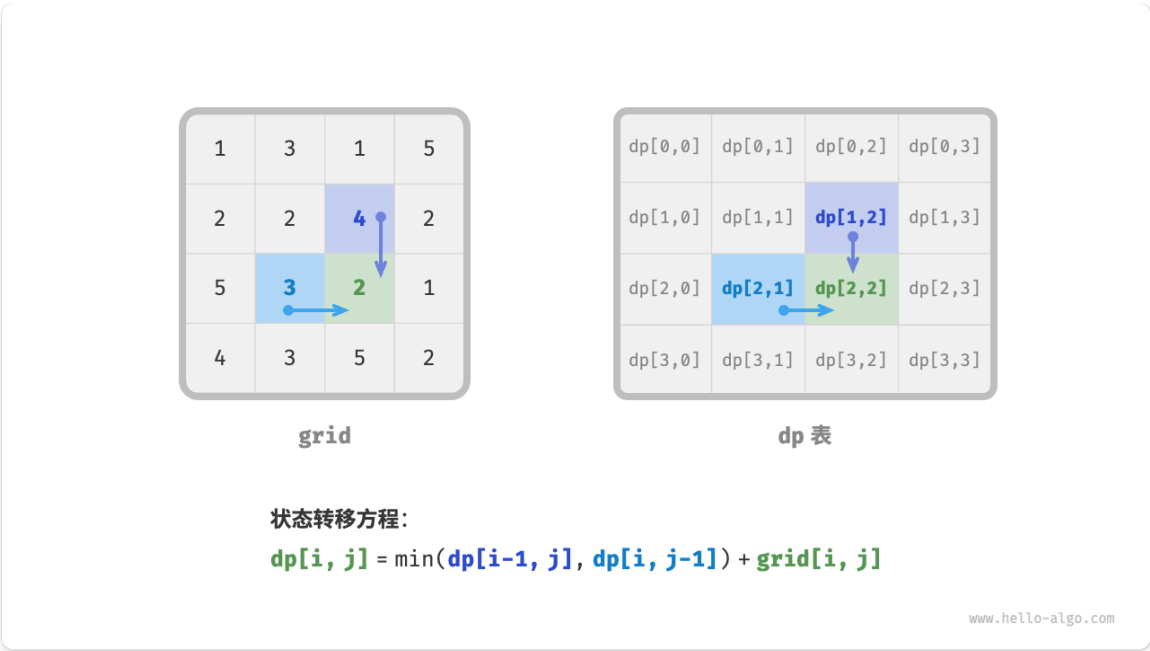 1 3 1 5
2 2 4 2
5 3 2 1
4 3 5 2
grid
dp[0,0] dp[0,1] dp[0,2] dp[0,3]
dp[1,0] dp[1,1] dp[1,2] dp[1,3]
dp[2,0] dp[2,1] dp[2,2] dp[2,3]
dp[3,0] dp[3,1] dp[3,2] dp[3,3]
dp 表
状态转移方程：
dp[i, j] = min(dp[i-1, j], dp[i, j-1]) + grid[i, j]
www.hello-algo.com